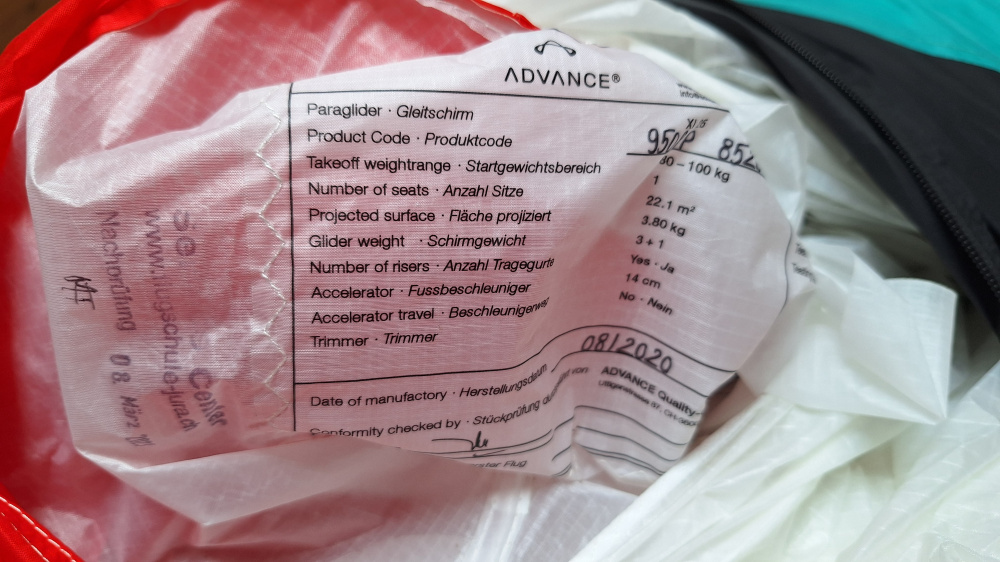 ADVANCE®
Paraglider · Gleitschirm
Product Code · Produktcode
Takeoff weightrange · Startgewichtsbereich 80 – 100 kg
Number of seats · Anzahl Sitze 1
Projected surface · Fläche projiziert 22.1 m²
Glider weight · Schirmgewicht 3.80 kg
Number of risers · Anzahl Tragegurte 3 + 1
Accelerator · Fussbeschleuniger Yes · Ja
Accelerator travel · Beschleunigerweg 14 cm
Trimmer · Trimmer No · Nein
Date of manufactory · Herstellungsdatum 08/2020
Conformity checked by · Stückprüfung ADVANCE Quality
Flug
Center
Nachprüfung 08 März